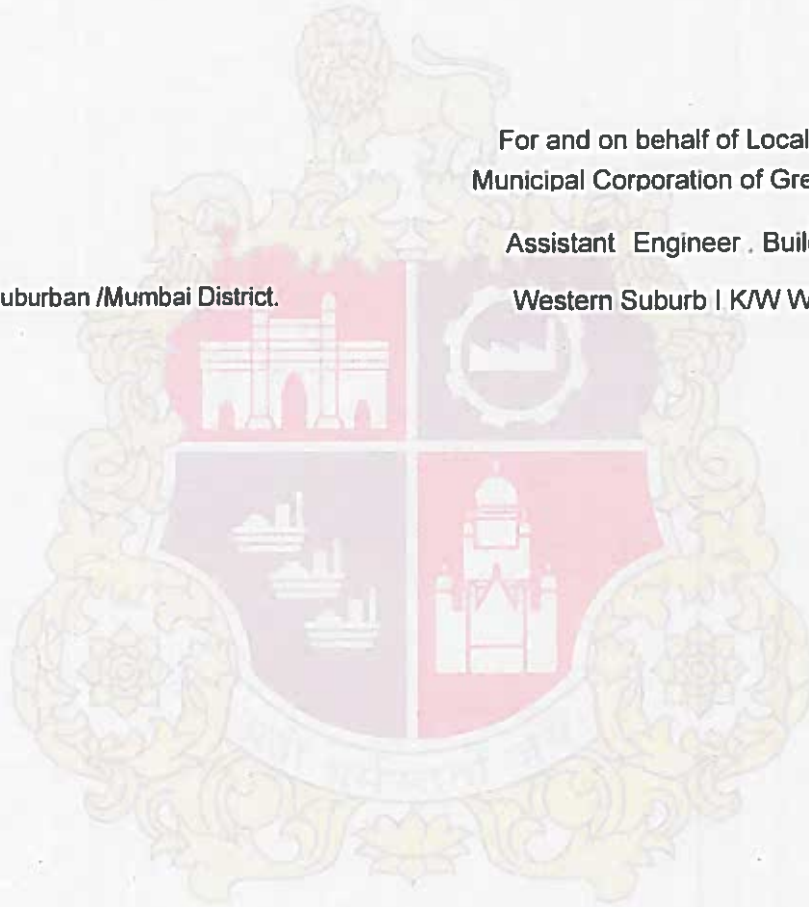 For and on behalf of Local
Municipal Corporation of Gre
Assistant Engineer . Buil
uburban /Mumbai District.
Western Suburb I K/W W